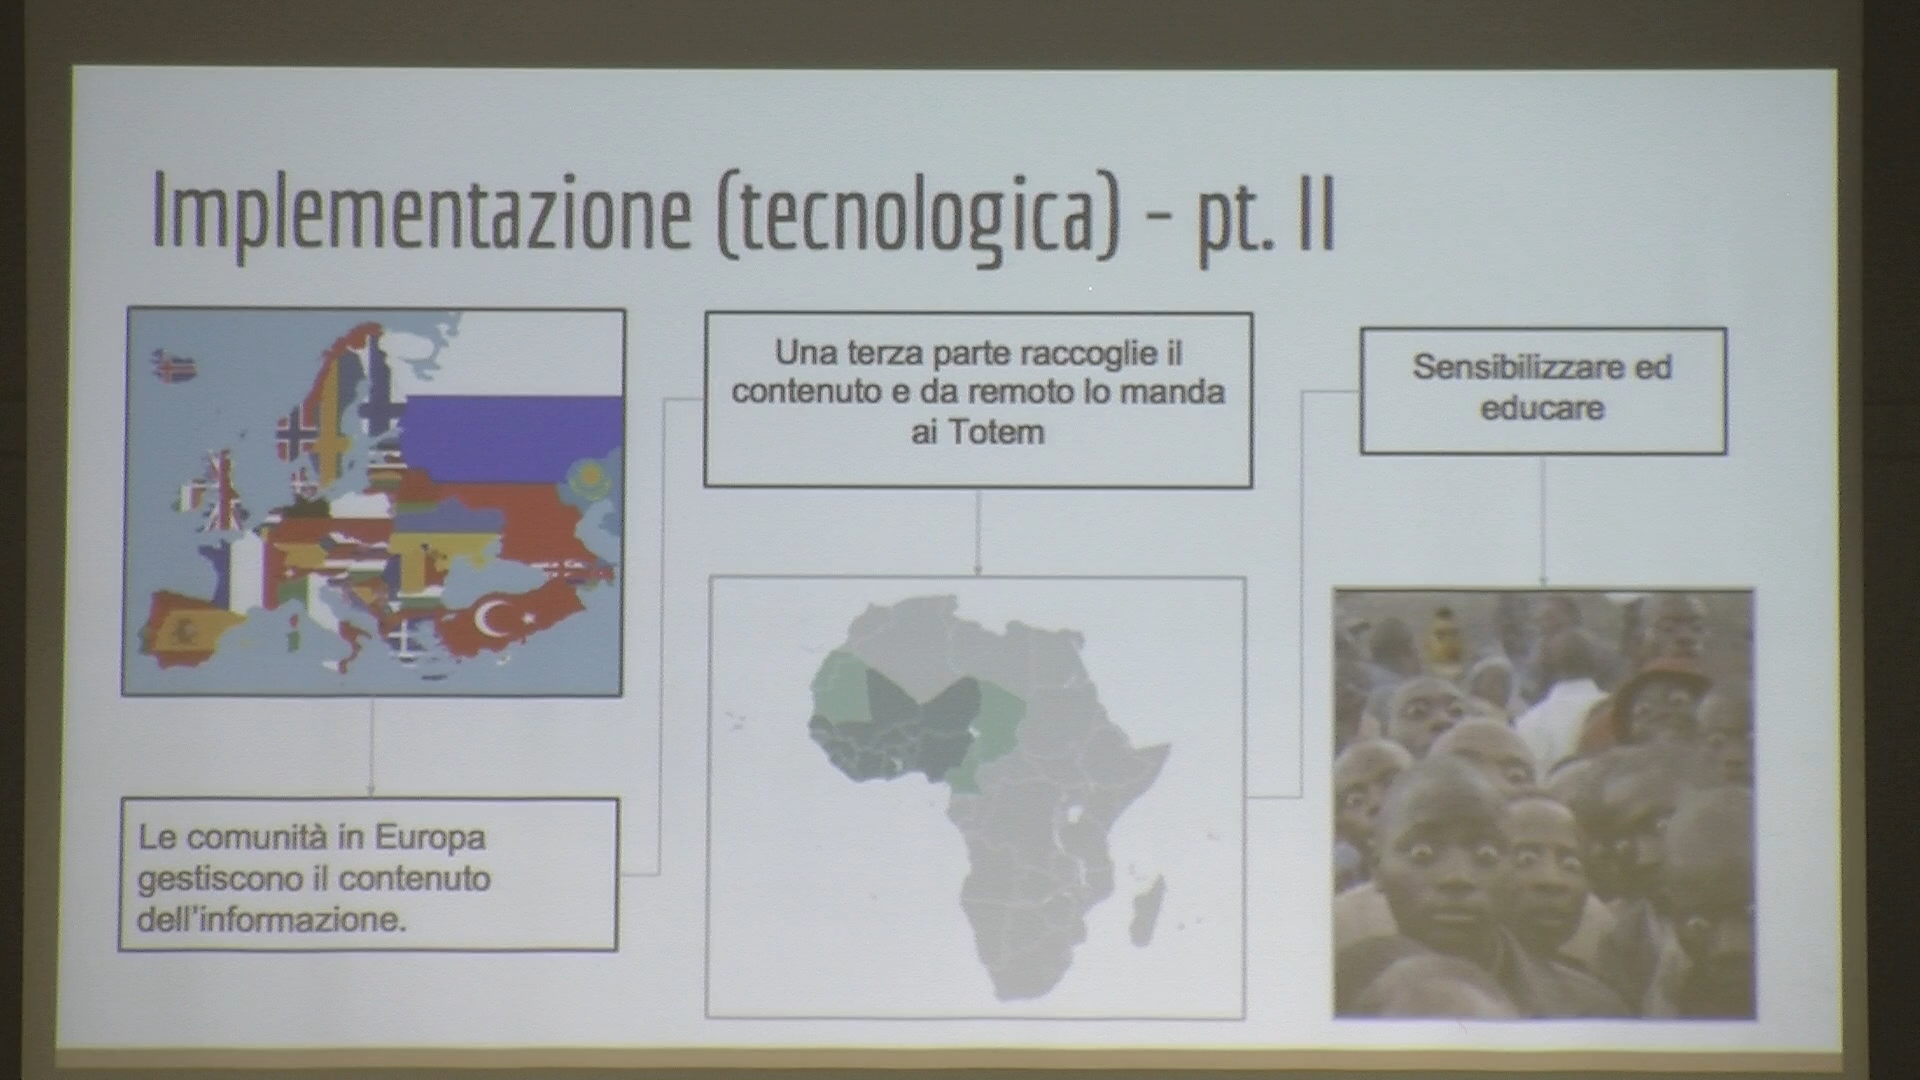 Implementazione (tecnologica) - pt. II
Una terza parte raccoglie il
contenuto e da remoto lo manda
ai Totem
Sensibilizzare ed
educare
Le comunità in Europa
gestiscono il contenuto
dell'informazione.